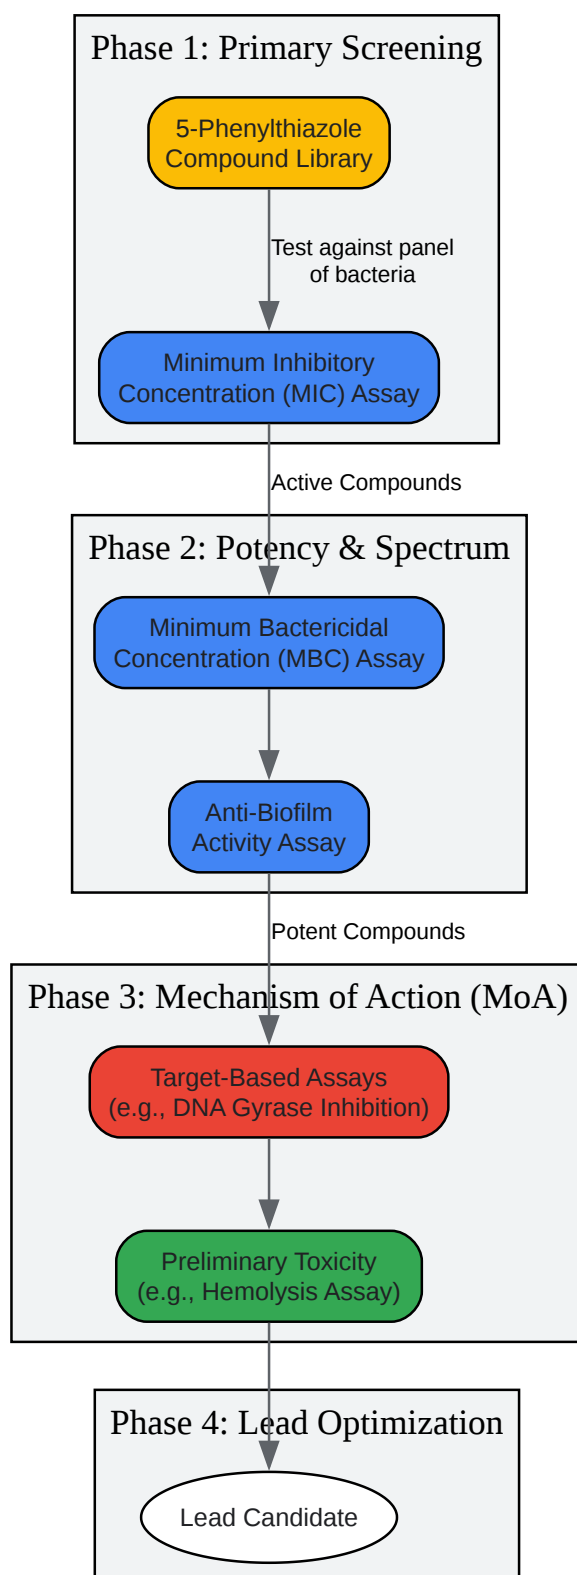 Phase 1: Primary Screening
5-Phenylthiazole
Compound Library
Test against panel
of bacteria
Minimum Inhibitory
Concentration (MIC) Assay
Active Compounds
Phase 2: Potency & Spectrum
Minimum Bactericidal
Concentration (MBC) Assay
Anti-Biofilm
Activity Assay
Potent Compounds
Phase 3: Mechanism of Action (MoA)
Target-Based Assays
(e.g., DNA Gyrase Inhibition)
Preliminary Toxicity
(e.g., Hemolysis Assay)
Phase 4: Lead Optimization
Lead Candidate